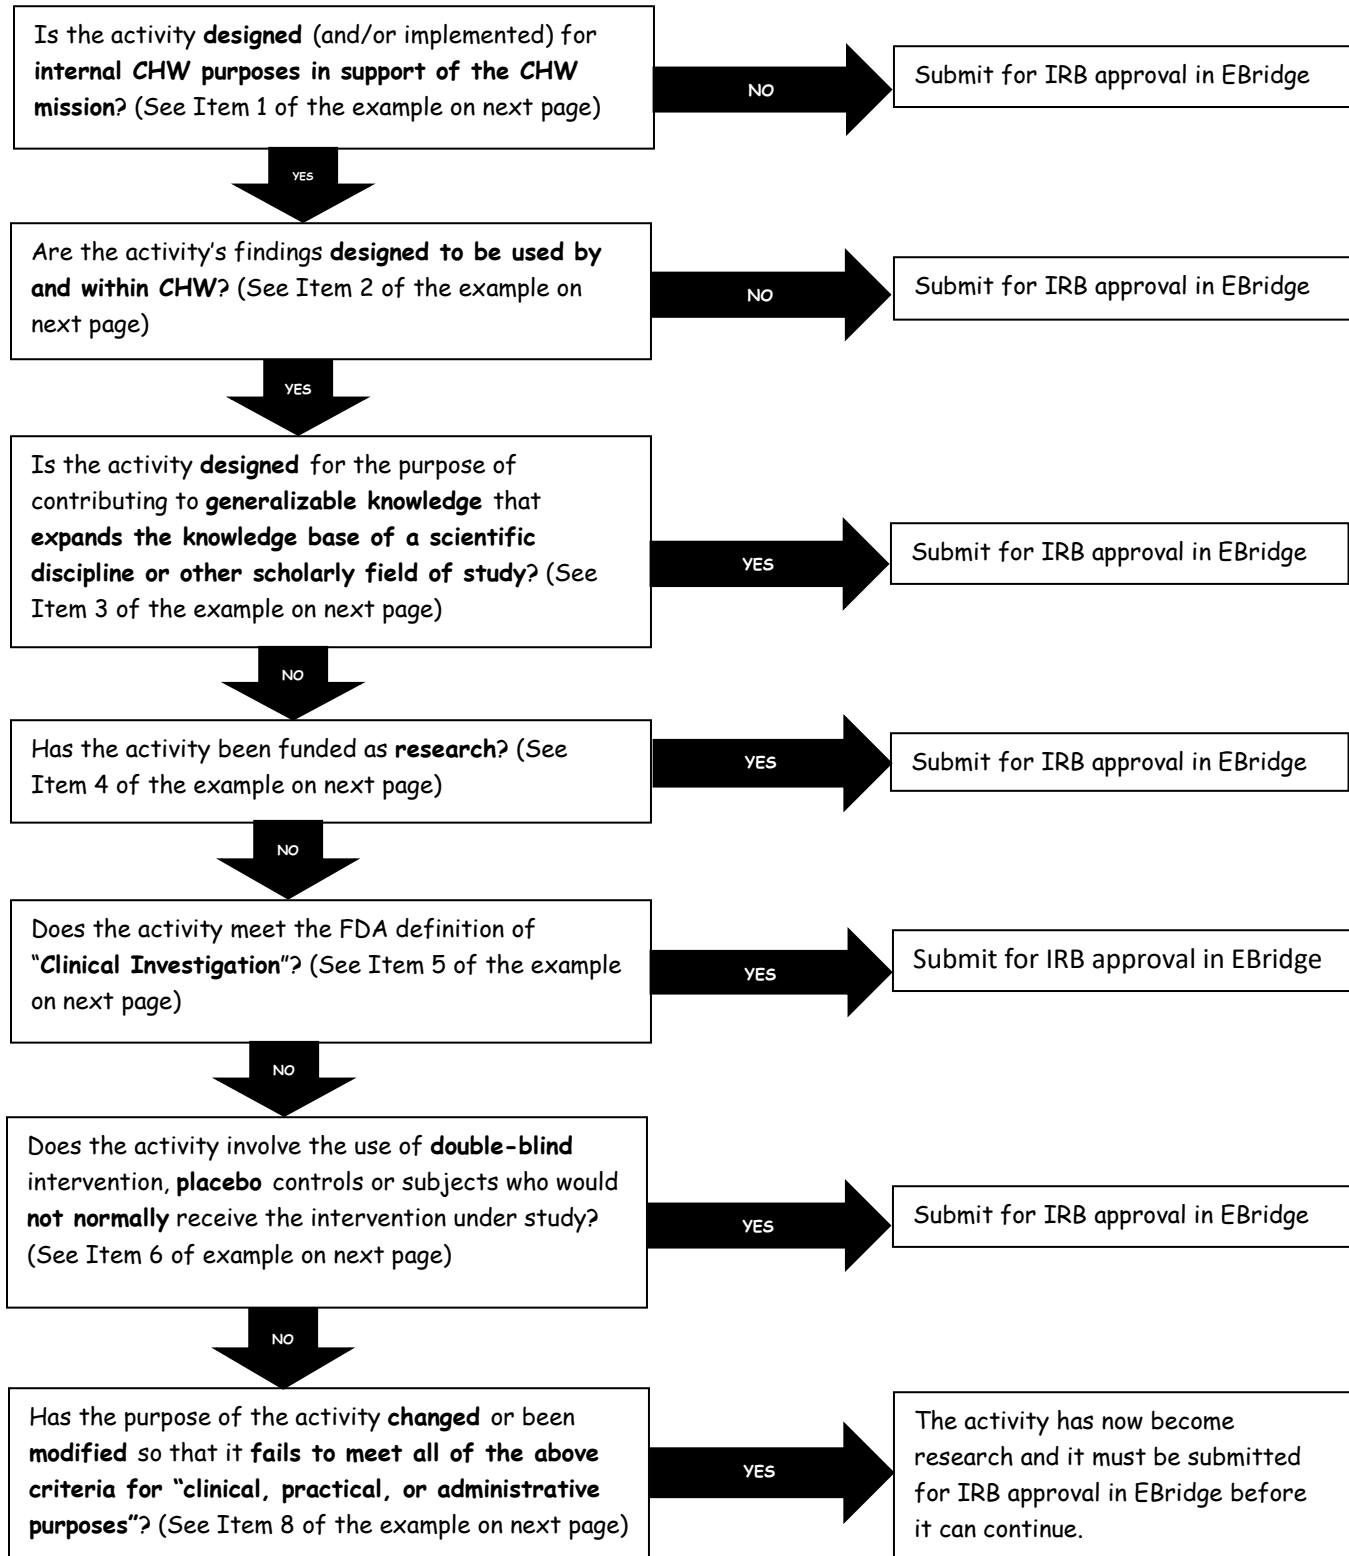 Is the activity designed (and/or implemented) for
internal CHW purposes in support of the CHW
mission? (See Item 1 of the example on next page)
NO
Submit for IRB approval in EBridge
YES
Are the activity’s findings designed to be used by
and within CHW? (See Item 2 of the example on
next page)
NO
Submit for IRB approval in EBridge
YES
Is the activity designed for the purpose of
contributing to generalizable knowledge that
expands the knowledge base of a scientific
discipline or other scholarly field of study? (See
Item 3 of the example on next page)
YES
Submit for IRB approval in EBridge
NO
Has the activity been funded as research? (See
Item 4 of the example on next page)
YES
Submit for IRB approval in EBridge
NO
Does the activity meet the FDA definition of
“Clinical Investigation”? (See Item 5 of the example
on next page)
YES
Submit for IRB approval in EBridge
NO
Does the activity involve the use of double-blind
intervention, placebo controls or subjects who would
not normally receive the intervention under study?
(See Item 6 of example on next page)
YES
Submit for IRB approval in EBridge
NO
Has the purpose of the activity changed or been
modified so that it fails to meet all of the above
criteria for “clinical, practical, or administrative
purposes”? (See Item 8 of the example on next page)
YES
The activity has now become
research and it must be submitted
for IRB approval in EBridge before
it can continue.